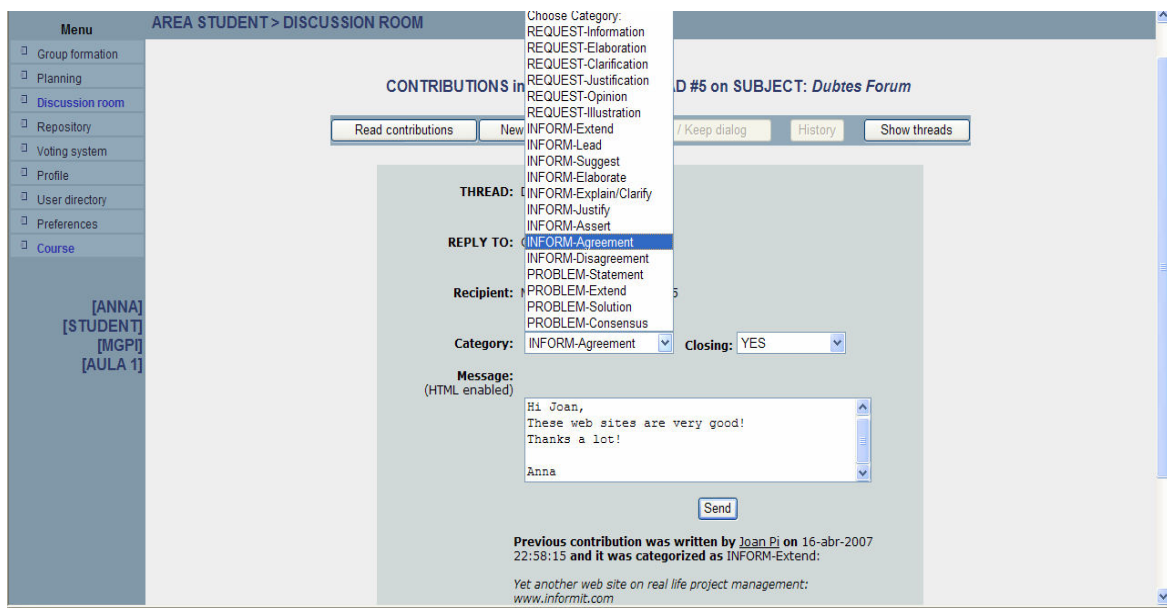 Menu
Group formation
Planning
Discussion room
Repository
Voting system
Profile
User directory
Preferences
Course
[ANNA]
[STUDENT]
[MGPI]
[AULA 1]
AREA STUDENT > DISCUSSION ROOM
CONTRIBUTIONS in D #5 on SUBJECT: Dubtes Forum
Read contributions New / Keep dialog History Show threads
Choose Category:
REQUEST-Information
REQUEST-Elaboration
REQUEST-Clarification
REQUEST-Justification
REQUEST-Opinion
REQUEST-Illustration
INFORM-Extend
INFORM-Lead
INFORM-Suggest
INFORM-Elaborate
INFORM-Explain/Clarify
INFORM-Justify
INFORM-Assert
INFORM-Agreement
INFORM-Disagreement
PROBLEM-Statement
PROBLEM-Extend
PROBLEM-Solution
PROBLEM-Consensus
THREAD:
REPLY TO:
Recipient: 5
Category: INFORM-Agreement Closing: YES
Message:
(HTML enabled)
Hi Joan,
These web sites are very good!
Thanks a lot!
Anna
Send
Previous contribution was written by Joan Pi on 16-abr-2007
22:58:15 and it was categorized as INFORM-Extend:
Yet another web site on real life project management:
www.informit.com